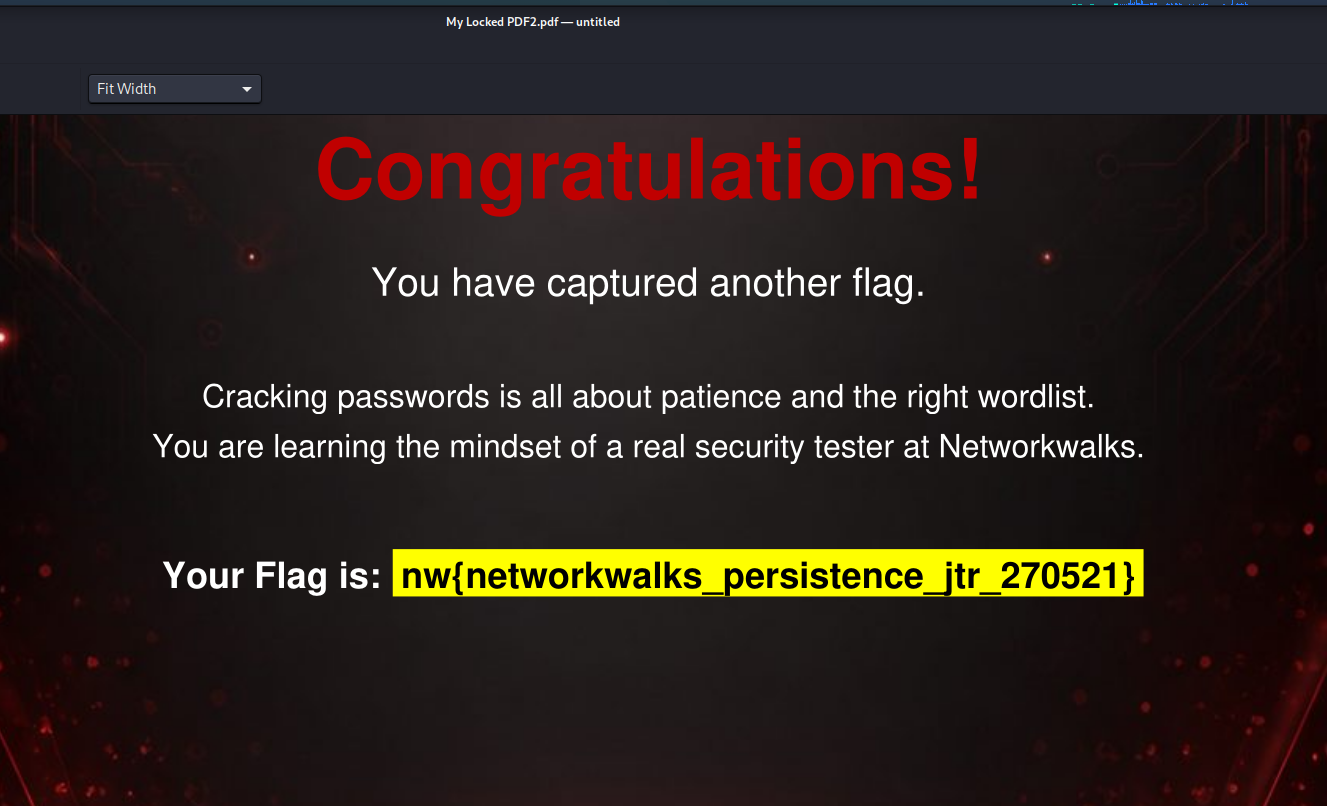 My Locked PDF2.pdf — untitled
Fit Width
Congratulations!
You have captured another flag.
Cracking passwords is all about patience and the right wordlist.
You are learning the mindset of a real security tester at Networkwalks.
Your Flag is: nw{networkwalks_persistence_jtr_270521}